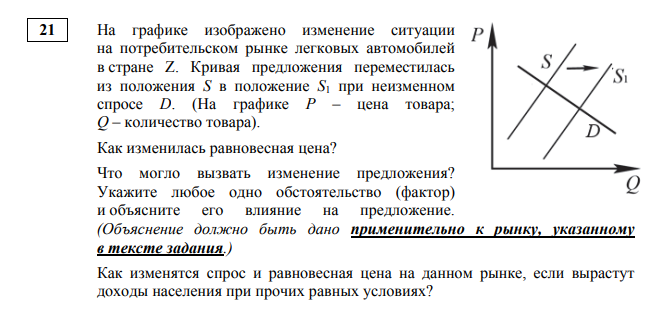 21
На графике изображено изменение ситуации
на потребительском рынке легковых автомобилей
в стране Z. Кривая предложения переместилась
из положения S в положение S₁ при неизменном
спросе D. (На графике P – цена товара;
Q – количество товара).
Как изменилась равновесная цена?
Что могло вызвать изменение предложения?
Укажите любое одно обстоятельство (фактор)
и объясните его влияние на предложение.
(Объяснение должно быть дано применительно к рынку, указанному
в тексте задания.)
Как изменятся спрос и равновесная цена на данном рынке, если вырастут
доходы населения при прочих равных условиях?
P
S
S₁
D
Q